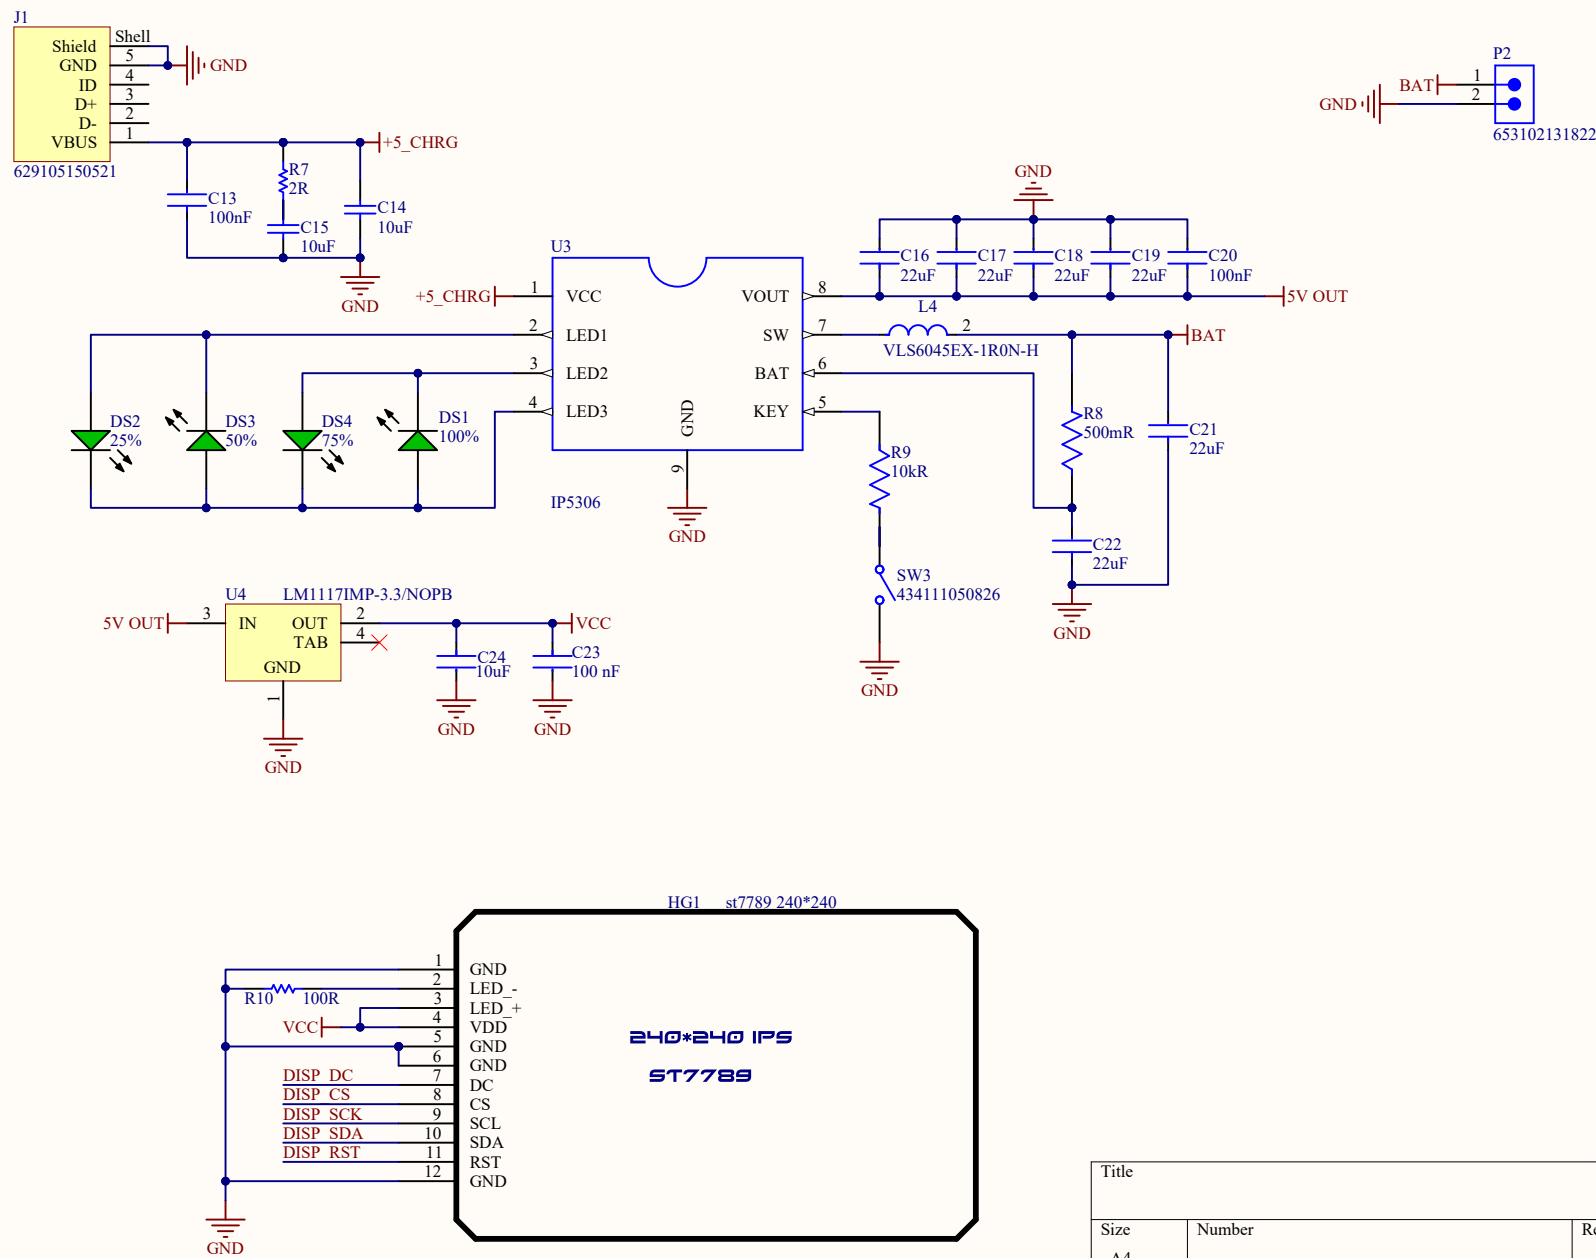 J1
Shield
Shell
GND
5
ID
4
D+
3
D-
2
VBUS
1
629105150521
GND
+5_CHRG
C13
100nF
R7
2R
C15
10uF
C14
10uF
GND
P2
BAT
1
GND
2
653102131822
GND
C16
22uF
C17
22uF
C18
22uF
C19
22uF
C20
100nF
5V OUT
U3
+5_CHRG
1
VCC
2
LED1
3
LED2
4
LED3
VOUT
8
SW
7
BAT
6
KEY
5
GND
9
GND
IP5306
L4
2
VLS6045EX-1R0N-H
BAT
DS2
25%
DS3
50%
DS4
75%
DS1
100%
R8
500mR
C21
22uF
R9
10kR
C22
22uF
GND
SW3
434111050826
GND
U4
LM1117IMP-3.3/NOPB
5V OUT
3
IN
OUT
2
TAB
4
GND
1
GND
VCC
C24
10uF
C23
100 nF
GND
GND
HG1
st7789 240*240
1
GND
2
LED_-
R10
100R
3
LED_+
VCC
4
VDD
5
GND
6
GND
DISP_DC
7
DC
DISP_CS
8
CS
DISP_SCK
9
SCL
DISP_SDA
10
SDA
DISP_RST
11
RST
12
GND
GND
240*240 IPS
ST7789
Title
Size
Number